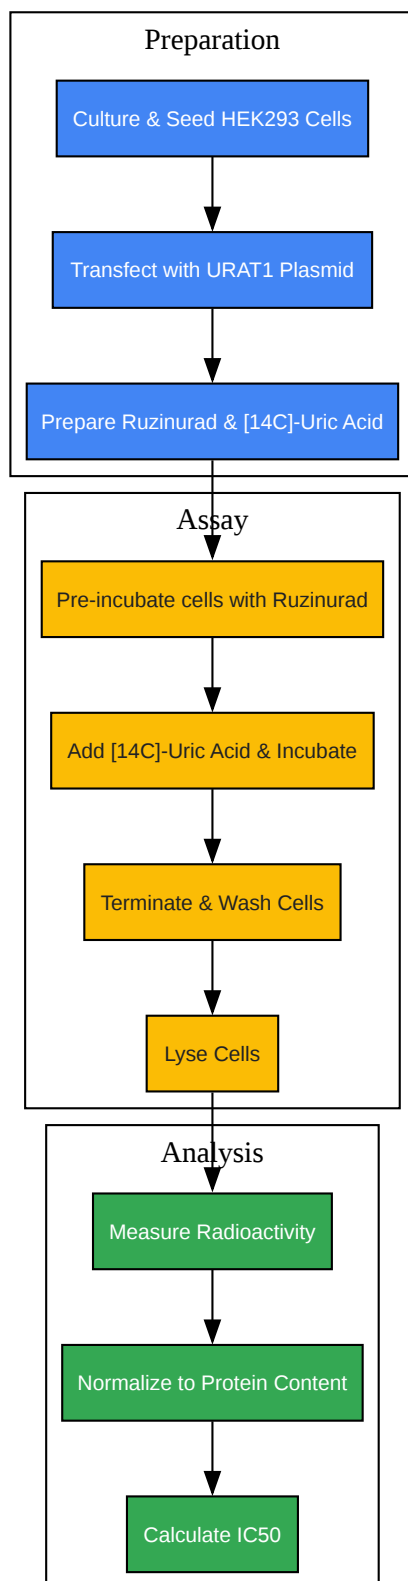 Preparation
Culture & Seed HEK293 Cells
Transfect with URAT1 Plasmid
Prepare Ruzinurad & [14C]-Uric Acid
Assay
Pre-incubate cells with Ruzinurad
Add [14C]-Uric Acid & Incubate
Terminate & Wash Cells
Lyse Cells
Analysis
Measure Radioactivity
Normalize to Protein Content
Calculate IC50